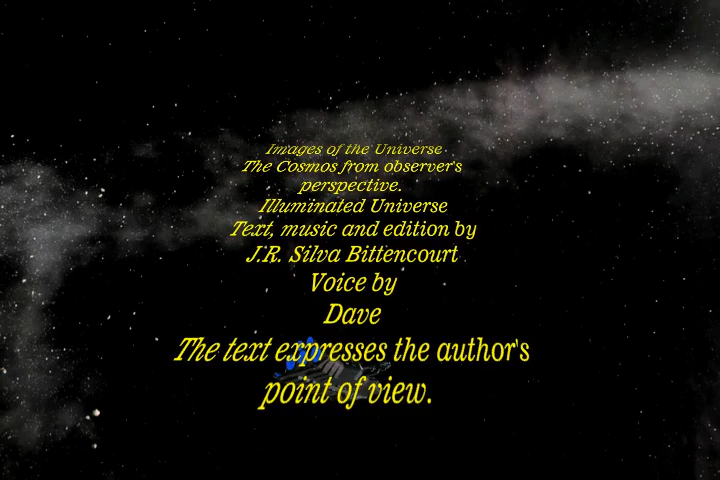 Images of the Universe
The Cosmos from observer's
perspective.
Illuminated Universe
Text, music and edition by
J.R. Silva Bittencourt
Voice by
Dave
The text expresses the author's
point of view.